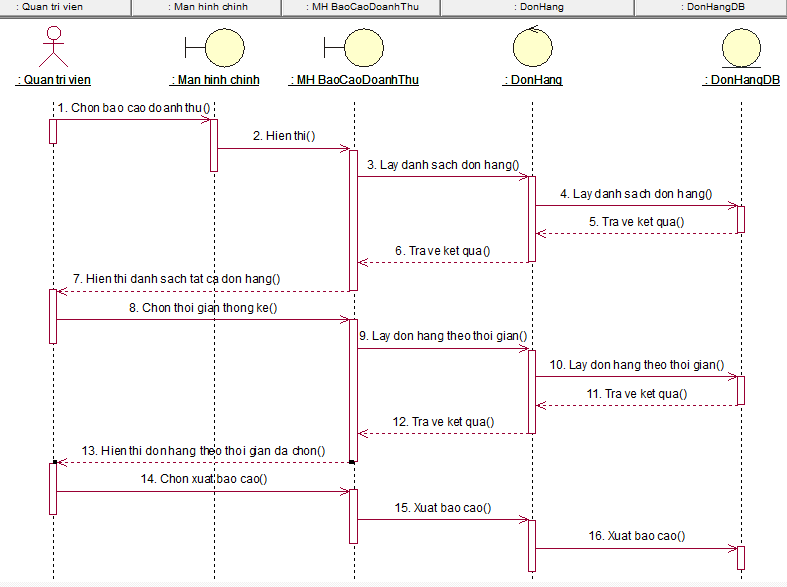 : Quan tri vien
: Man hinh chinh
: MH BaoCaoDoanhThu
: DonHang
: DonHangDB
: Quan tri vien
: Man hinh chinh
: MH BaoCaoDoanhThu
: DonHang
: DonHangDB
1. Chon bao cao doanh thu()
2. Hien thi()
3. Lay danh sach don hang()
4. Lay danh sach don hang()
5. Tra ve ket qua()
6. Tra ve ket qua()
7. Hien thi danh sach tat ca don hang()
8. Chon thoi gian thong ke()
9. Lay don hang theo thoi gian()
10. Lay don hang theo thoi gian()
11. Tra ve ket qua()
12. Tra ve ket qua()
13. Hien thi don hang theo thoi gian da chon()
14. Chon xuat bao cao()
15. Xuat bao cao()
16. Xuat bao cao()